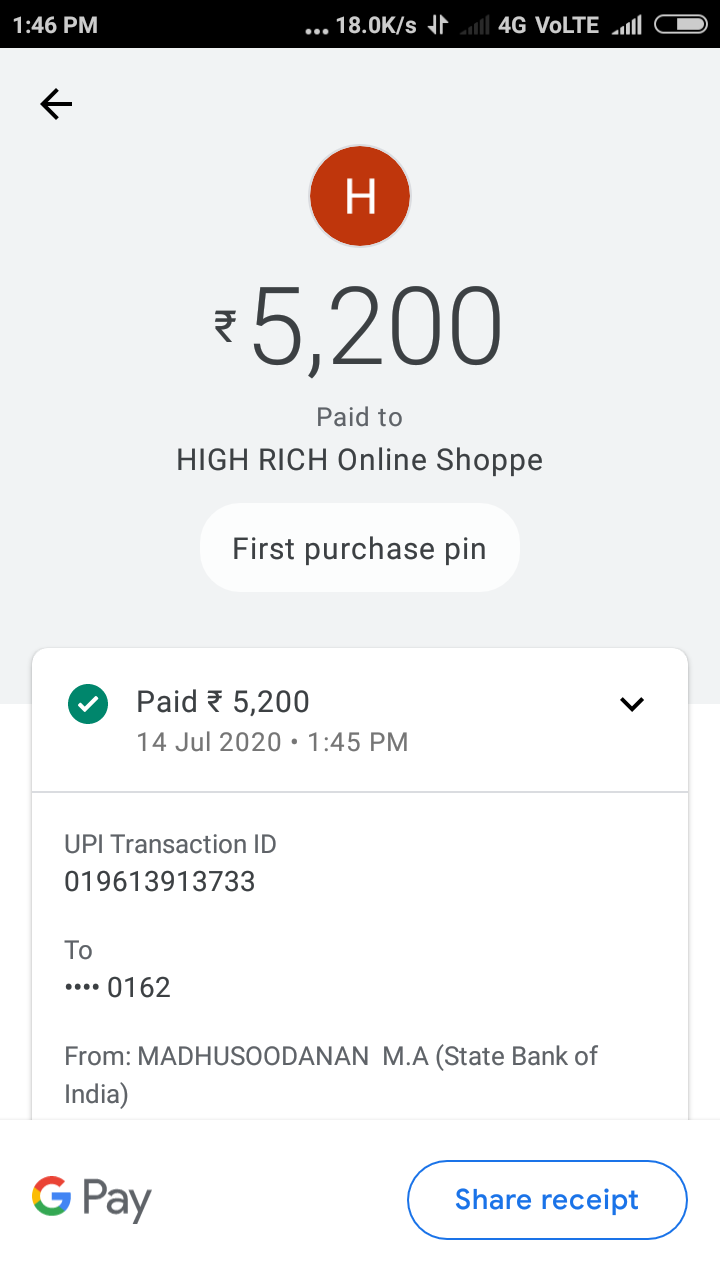 1:46 PM ... 18.0K/s 4G VoLTE
H
₹5,200
Paid to
HIGH RICH Online Shoppe
First purchase pin
Paid ₹ 5,200
14 Jul 2020 • 1:45 PM
UPI Transaction ID
019613913733
To
•••• 0162
From: MADHUSOODANAN  M.A (State Bank of
India)
G Pay
Share receipt